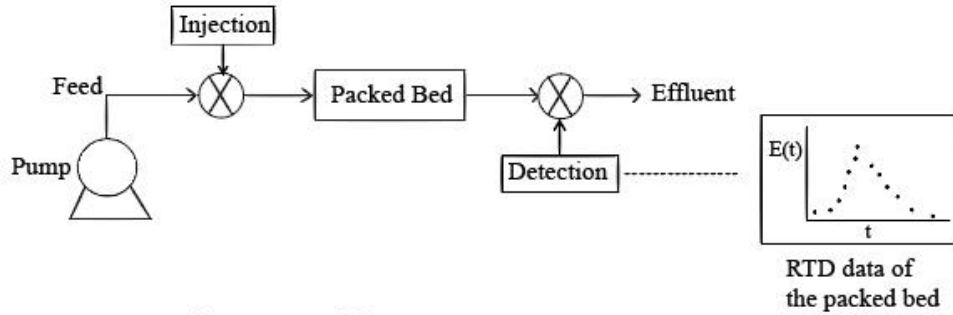 Injection
Feed
Packed Bed
Effluent
Pump
Detection
E(t)
t
RTD data of
the packed bed